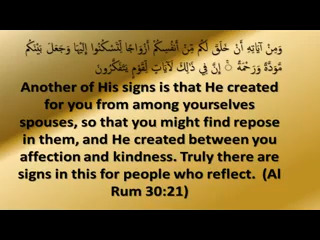 وَمِنْ آيَاتِهِ أَنْ خَلَقَ لَكُم مِّنْ أَنفُسِكُمْ أَزْوَاجًا لِّتَسْكُنُوا إِلَيْهَا وَجَعَلَ بَيْنَكُم
مَّوَدَّةً وَرَحْمَةً ۚ إِنَّ فِي ذَٰلِكَ لَآيَاتٍ لِّقَوْمٍ يَتَفَكَّرُونَ
Another of His signs is that He created
for you from among yourselves
spouses, so that you might find repose
in them, and He created between you
affection and kindness. Truly there are
signs in this for people who reflect. (Al
Rum 30:21)